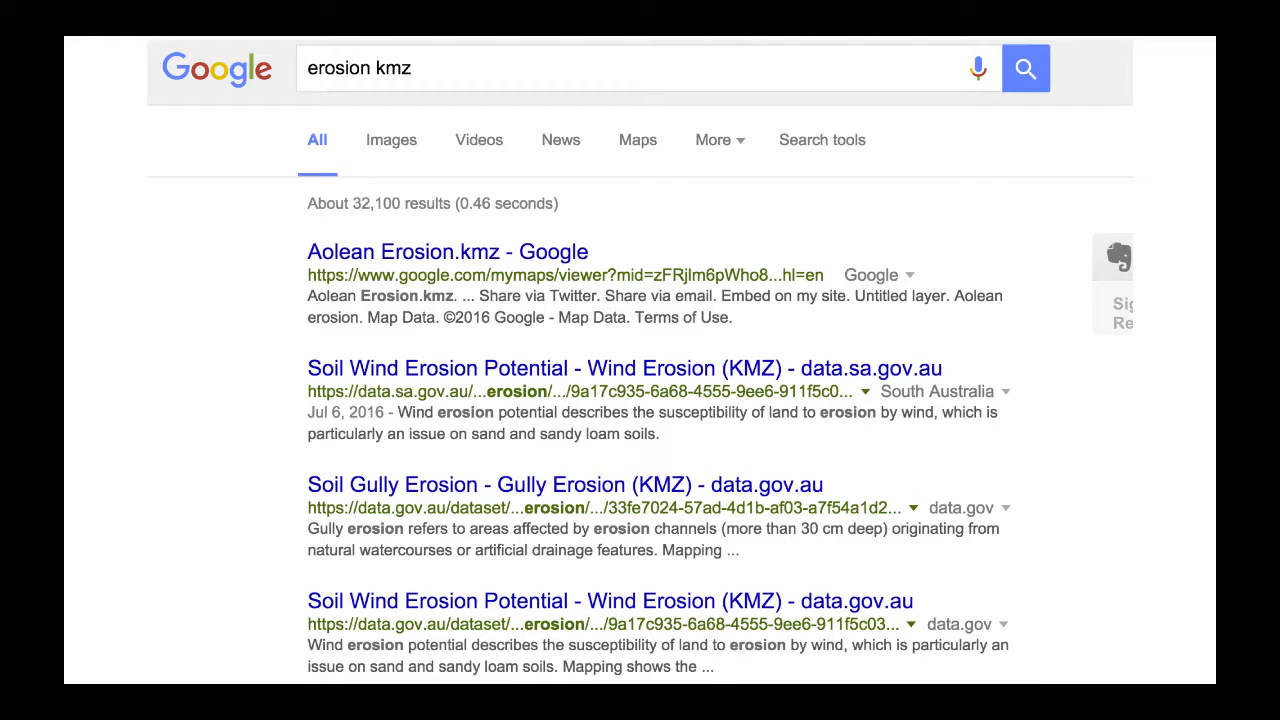 Google erosion kmz
All Images Videos News Maps More Search tools
About 32,100 results (0.46 seconds)
Aolean Erosion.kmz - Google
https://www.google.com/mymaps/viewer?mid=zFRjlm6pWho8...hl=en Google
Aolean Erosion.kmz. ... Share via Twitter. Share via email. Embed on my site. Untitled layer. Aolean
erosion. Map Data. ©2016 Google - Map Data. Terms of Use.
Sig
Re
Soil Wind Erosion Potential - Wind Erosion (KMZ) - data.sa.gov.au
https://data.sa.gov.au/...erosion/.../9a17c935-6a68-4555-9ee6-911f5c0... South Australia
Jul 6, 2016 - Wind erosion potential describes the susceptibility of land to erosion by wind, which is
particularly an issue on sand and sandy loam soils.
Soil Gully Erosion - Gully Erosion (KMZ) - data.gov.au
https://data.gov.au/dataset/...erosion/.../33fe7024-57ad-4d1b-af03-a7f54a1d2... data.gov
Gully erosion refers to areas affected by erosion channels (more than 30 cm deep) originating from
natural watercourses or artificial drainage features. Mapping ...
Soil Wind Erosion Potential - Wind Erosion (KMZ) - data.gov.au
https://data.gov.au/dataset/...erosion/.../9a17c935-6a68-4555-9ee6-911f5c03... data.gov
Wind erosion potential describes the susceptibility of land to erosion by wind, which is particularly an
issue on sand and sandy loam soils. Mapping shows the ...